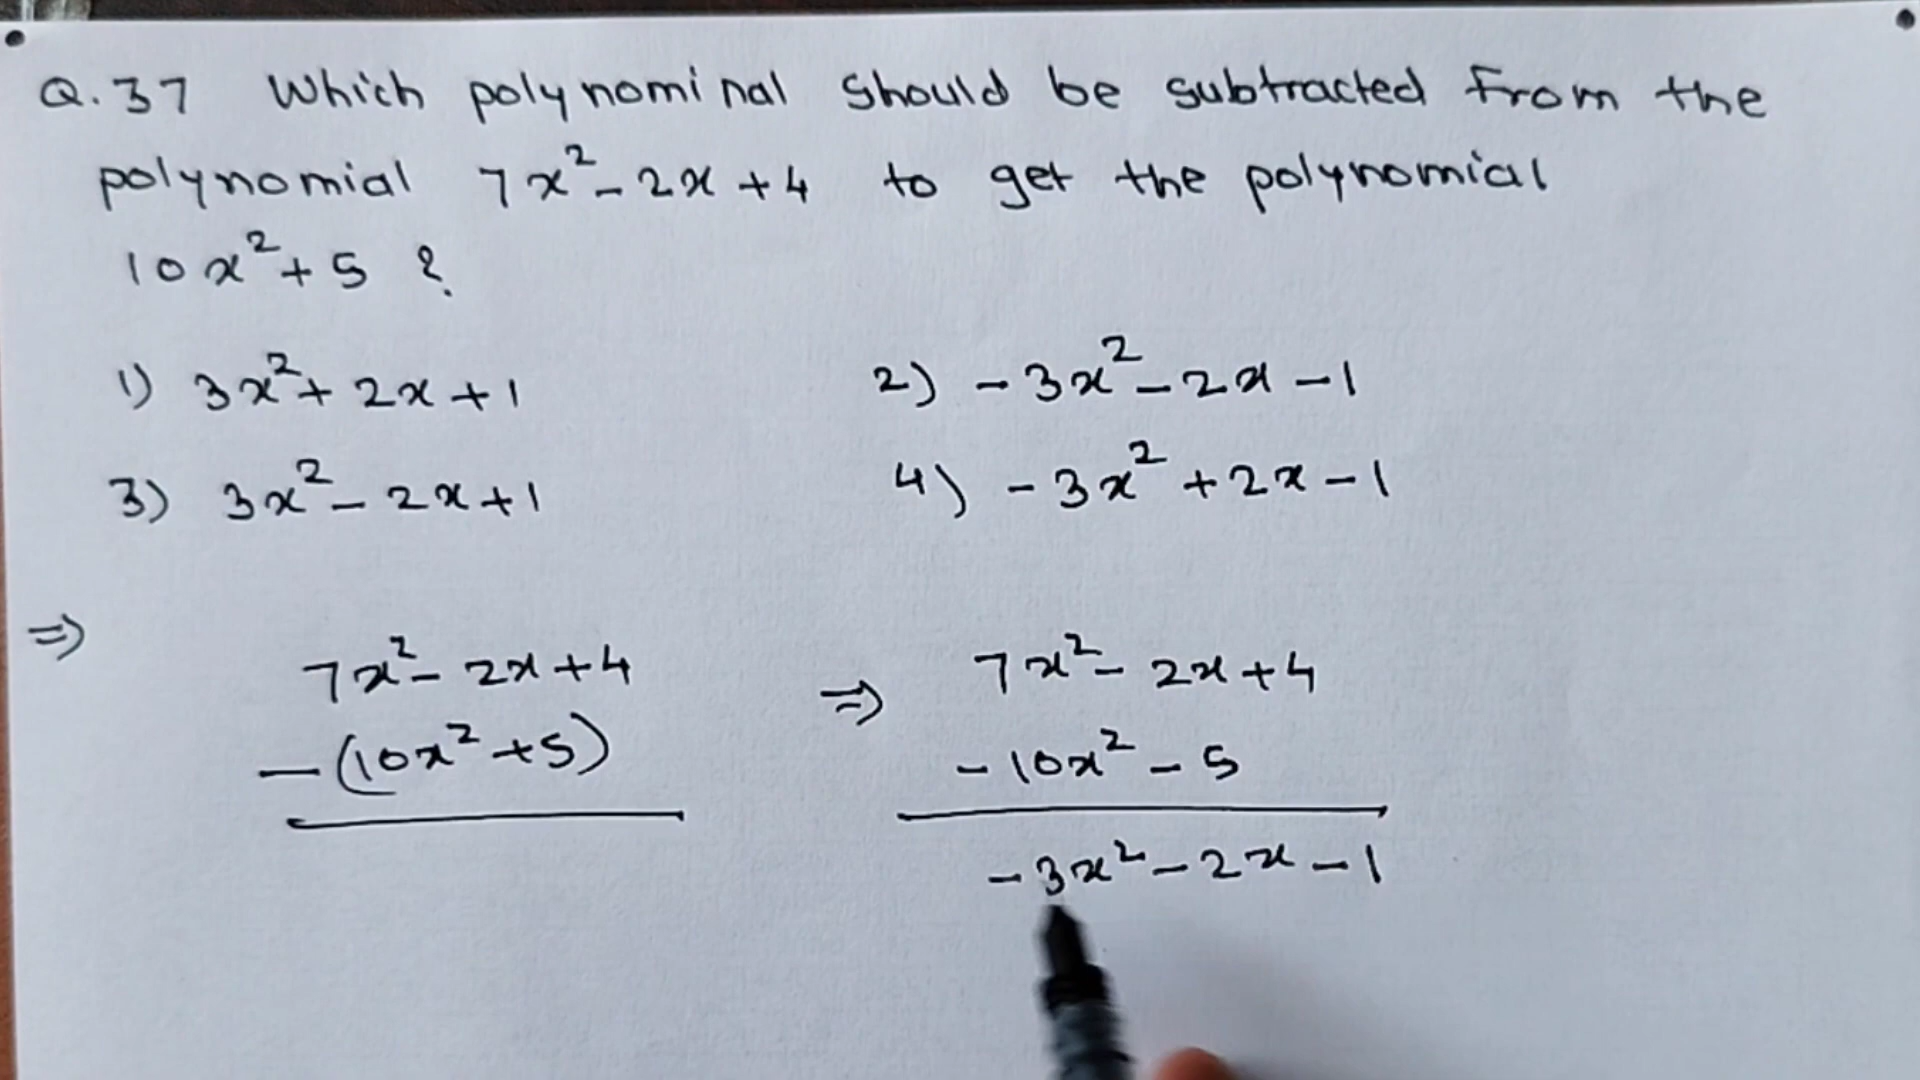 Q.37 Which polynominal should be subtracted from the
polynomial 7x² - 2x + 4 to get the polynomial
10x² + 5 ?
1) 3x² + 2x + 1
2) - 3x² - 2x - 1
3) 3x² - 2x + 1
4) - 3x² + 2x - 1
⇒
7x² - 2x + 4
- (10x² + 5)
⇒ 7x² - 2x + 4
- 10x² - 5
- 3x² - 2x - 1